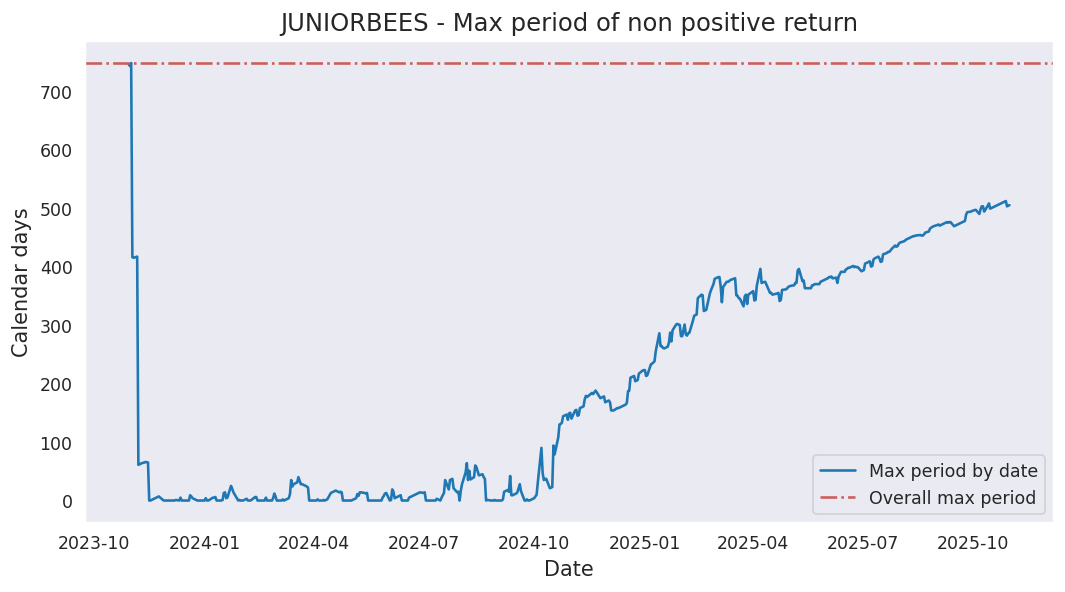 JUNIORBEES - Max period of non positive return
Calendar days
700
600
500
400
300
200
100
0
2023-10 2024-01 2024-04 2024-07 2024-10 2025-01 2025-04 2025-07 2025-10
Date
Max period by date
Overall max period